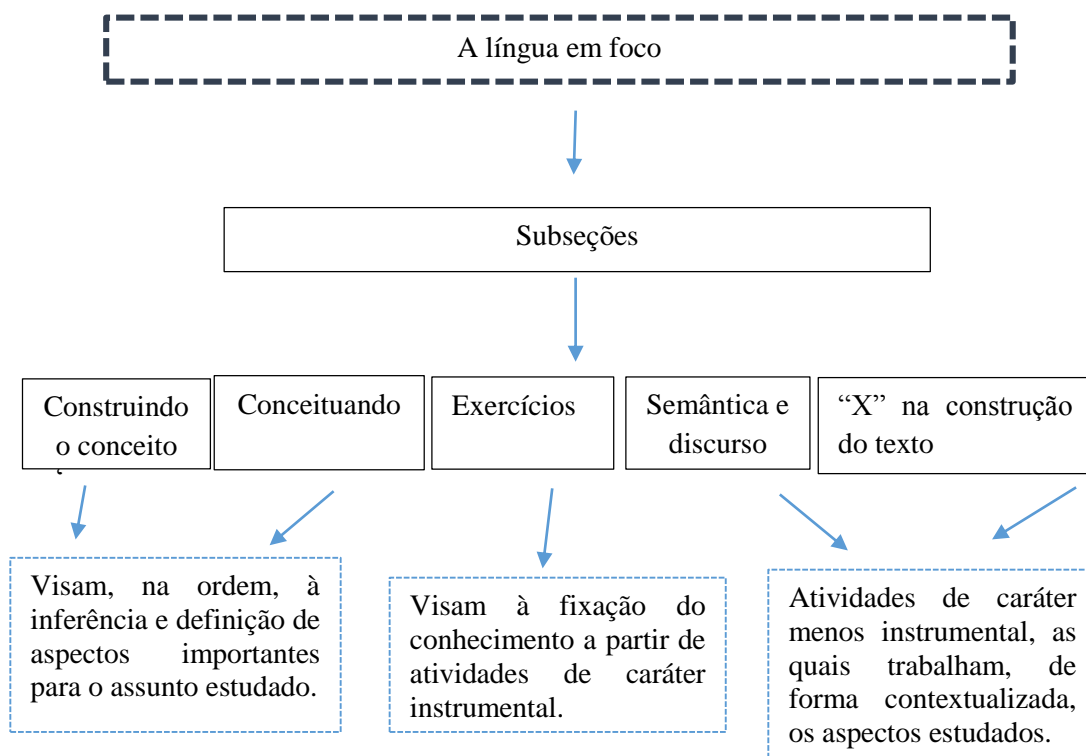 A língua em foco
Subseções
Construindo
o conceito
Conceituando
Exercícios
Semântica e
discurso
“X” na construção
do texto
Visam, na ordem, à
inferência e definição de
aspectos importantes
para o assunto estudado.
Visam à fixação do
conhecimento a partir de
atividades de caráter
instrumental.
Atividades de caráter
menos instrumental, as
quais trabalham, de
forma contextualizada,
os aspectos estudados.